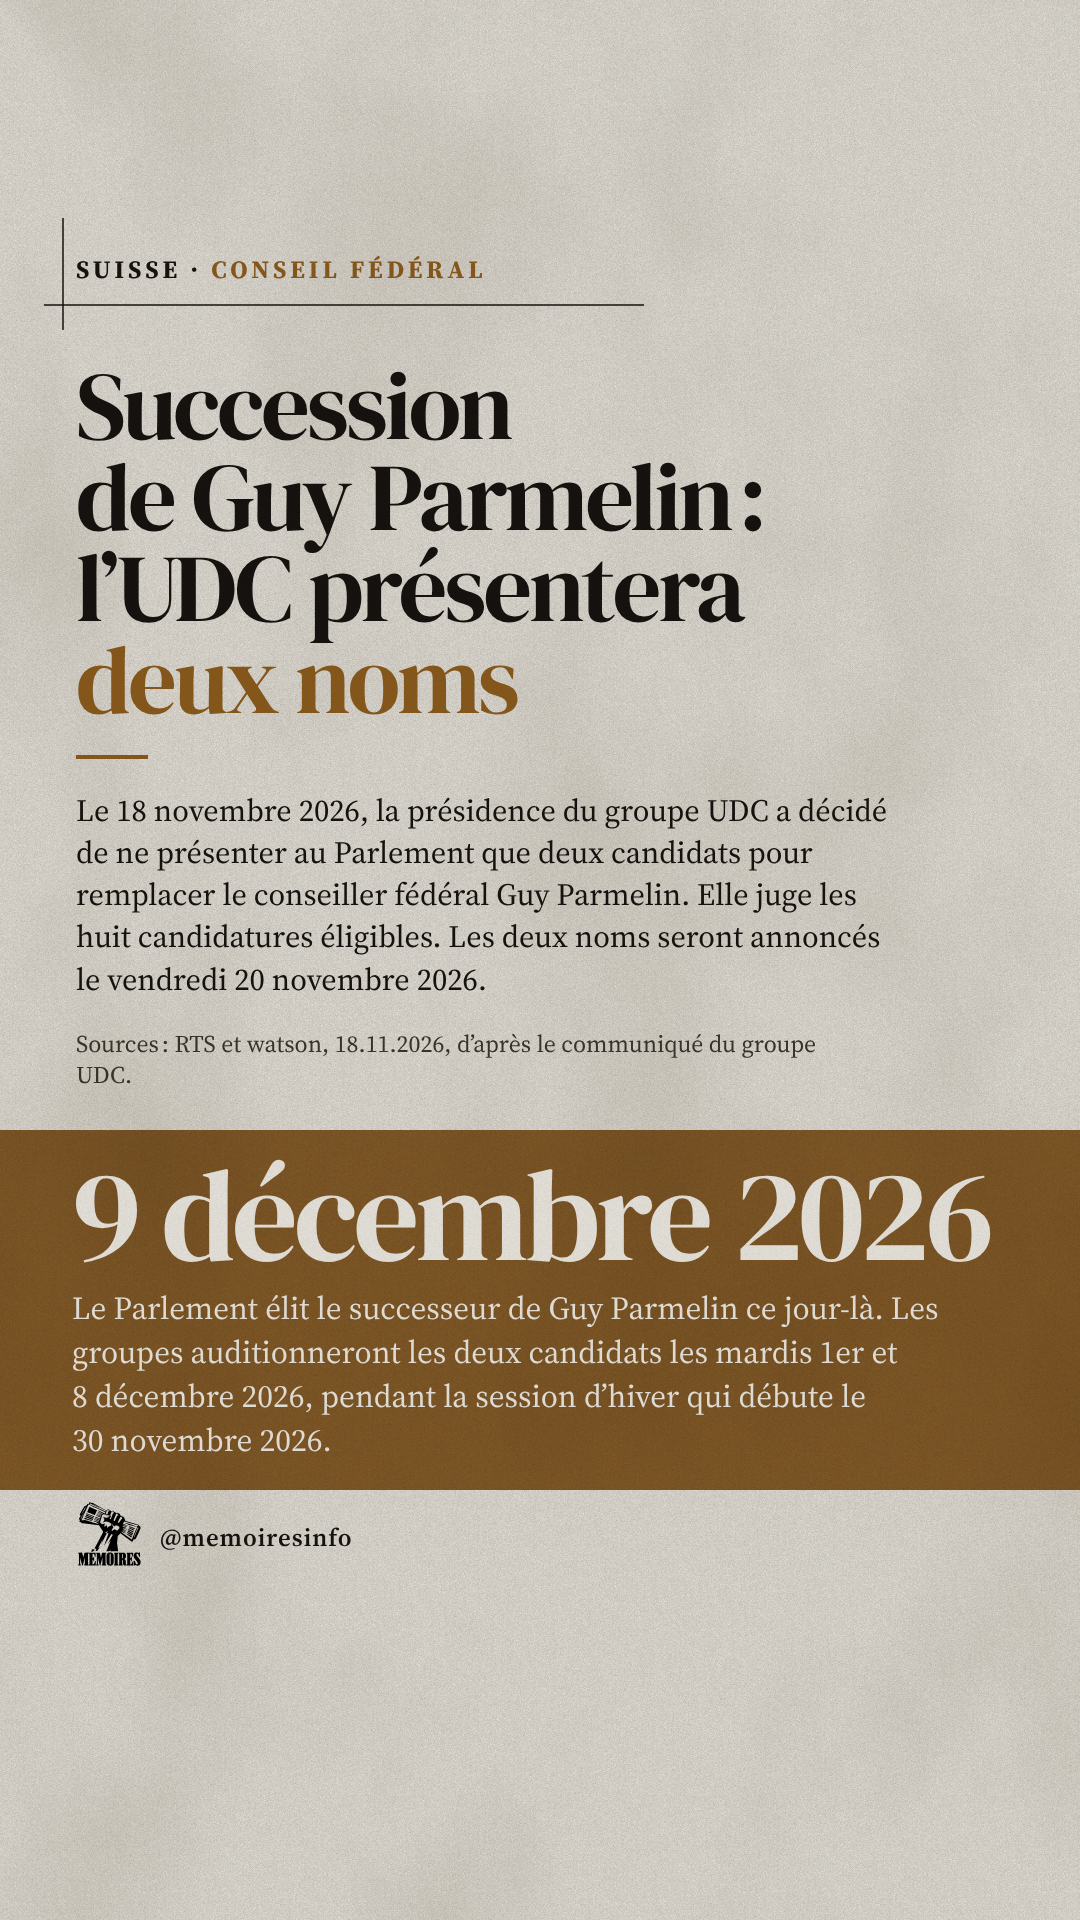 SUISSE · CONSEIL FÉDÉRAL
Succession
de Guy Parmelin :
l’UDC présentera
deux noms
Le 18 novembre 2026, la présidence du groupe UDC a décidé
de ne présenter au Parlement que deux candidats pour
remplacer le conseiller fédéral Guy Parmelin. Elle juge les
huit candidatures éligibles. Les deux noms seront annoncés
le vendredi 20 novembre 2026.
Sources : RTS et watson, 18.11.2026, d’après le communiqué du groupe
UDC.
9 décembre 2026
Le Parlement élit le successeur de Guy Parmelin ce jour-là. Les
groupes auditionneront les deux candidats les mardis 1er et
8 décembre 2026, pendant la session d’hiver qui débute le
30 novembre 2026.
MÉMOIRES
@memoiresinfo